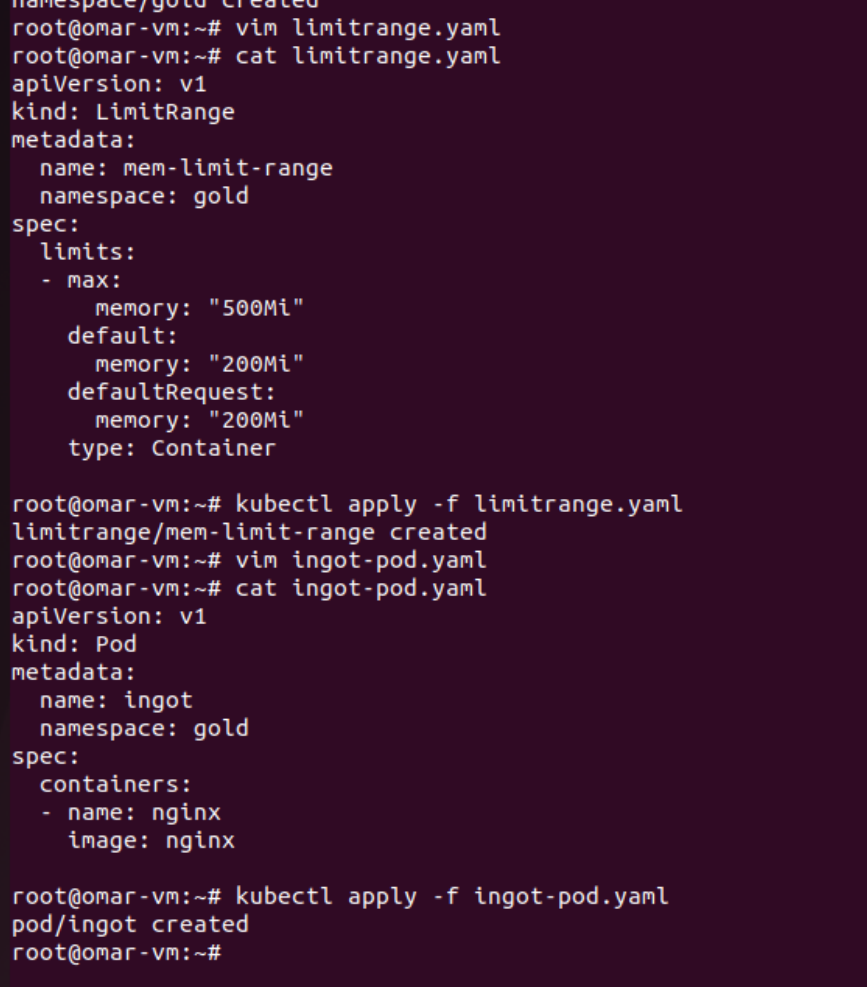 namespace/gold created
root@omar-vm:~# vim limitrange.yaml
root@omar-vm:~# cat limitrange.yaml
apiVersion: v1
kind: LimitRange
metadata:
  name: mem-limit-range
  namespace: gold
spec:
  limits:
  - max:
      memory: "500Mi"
    default:
      memory: "200Mi"
    defaultRequest:
      memory: "200Mi"
    type: Container

root@omar-vm:~# kubectl apply -f limitrange.yaml
limitrange/mem-limit-range created
root@omar-vm:~# vim ingot-pod.yaml
root@omar-vm:~# cat ingot-pod.yaml
apiVersion: v1
kind: Pod
metadata:
  name: ingot
  namespace: gold
spec:
  containers:
  - name: nginx
    image: nginx

root@omar-vm:~# kubectl apply -f ingot-pod.yaml
pod/ingot created
root@omar-vm:~#